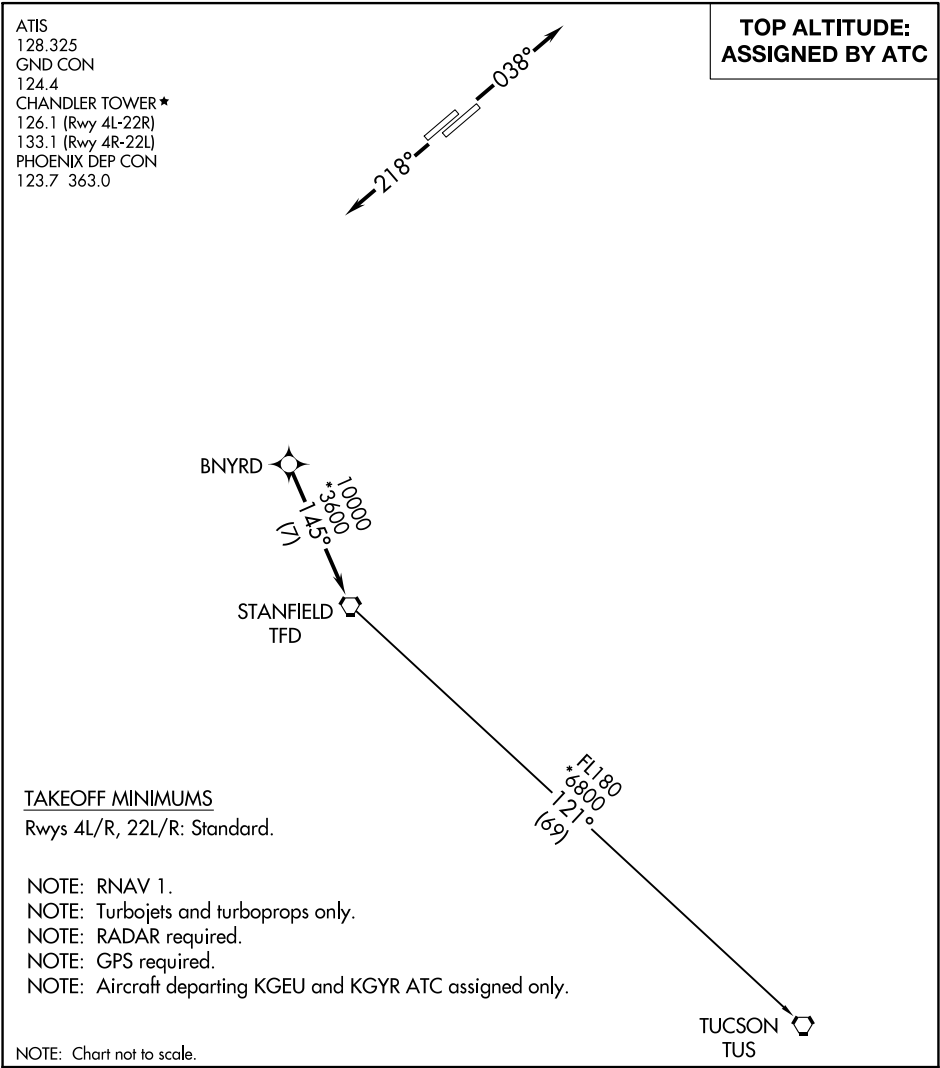 ATIS
128.325
GND CON
124.4
CHANDLER TOWER★
126.1 (Rwy 4L-22R)
133.1 (Rwy 4R-22L)
PHOENIX DEP CON
123.7 363.0
TOP ALTITUDE:
ASSIGNED BY ATC
038°
218°
BNYRD
10000
*3600
145°
(7)
STANFIELD
TFD
FL180
*6800
121°
(69)
TUCSON
TUS
TAKEOFF MINIMUMS
Rwys 4L/R, 22L/R: Standard.
NOTE: RNAV 1.
NOTE: Turbojets and turboprops only.
NOTE: RADAR required.
NOTE: GPS required.
NOTE: Aircraft departing KGEU and KGYR ATC assigned only.
NOTE: Chart not to scale.